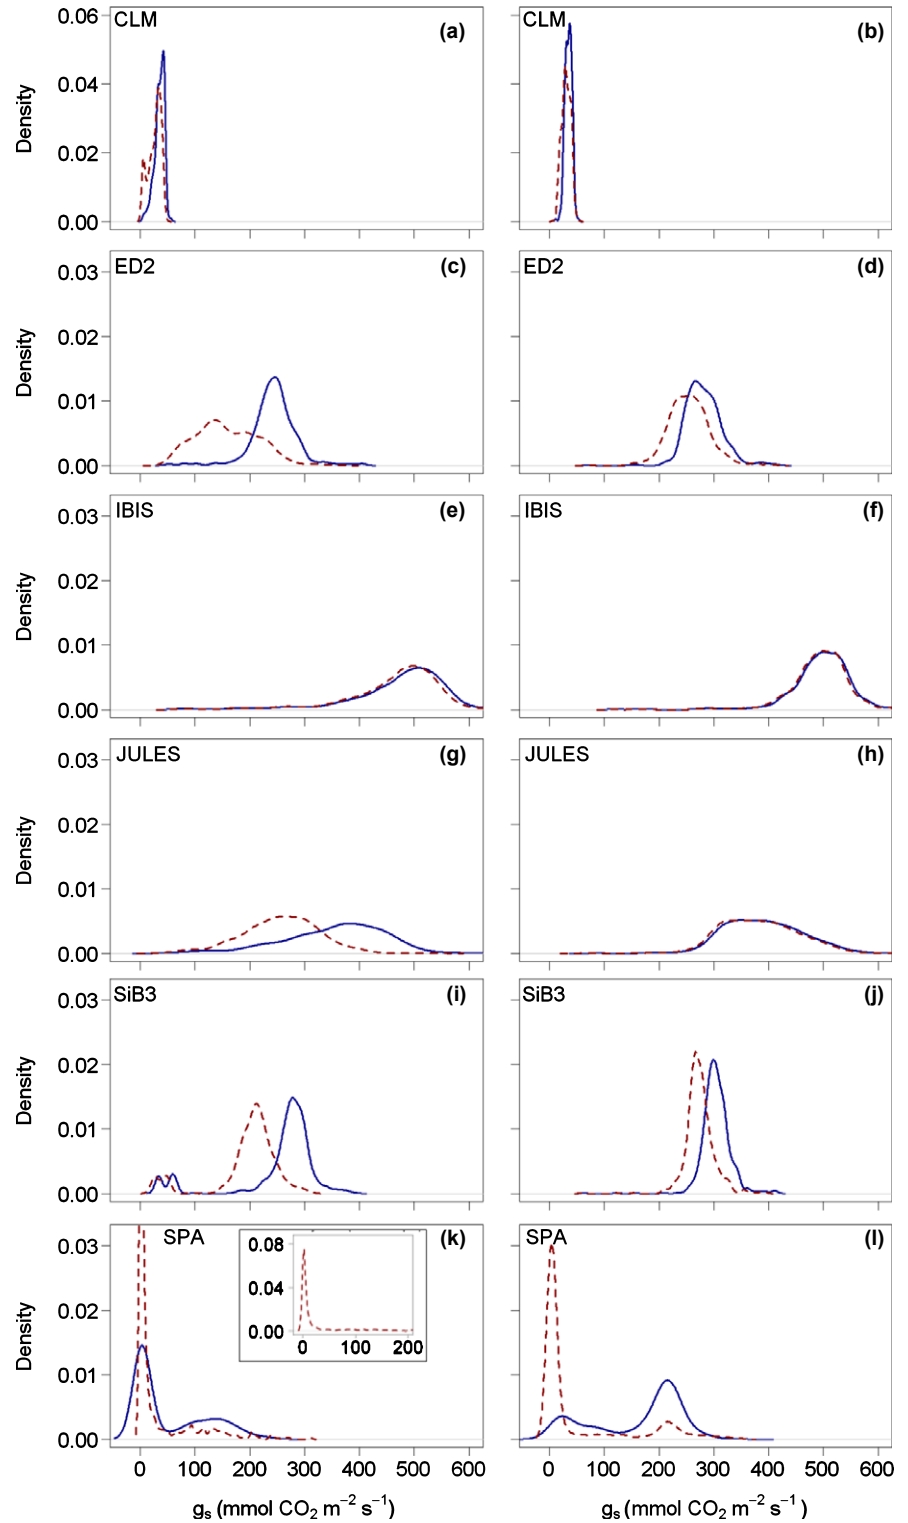 CLM (a)
0.06
0.04
0.02
0.00
Density
CLM (b)
ED2 (c)
0.03
0.02
0.01
0.00
Density
ED2 (d)
IBIS (e)
0.03
0.02
0.01
0.00
Density
IBIS (f)
JULES (g)
0.03
0.02
0.01
0.00
Density
JULES (h)
SiB3 (i)
0.03
0.02
0.01
0.00
Density
SiB3 (j)
SPA (k)
0.03
0.02
0.01
0.00
Density
0.08
0.04
0.00
0 100 200
SPA (l)
0 100 200 300 400 500 600
0 100 200 300 400 500 600
gs (mmol CO2 m−2 s−1)
gs (mmol CO2 m−2 s−1)